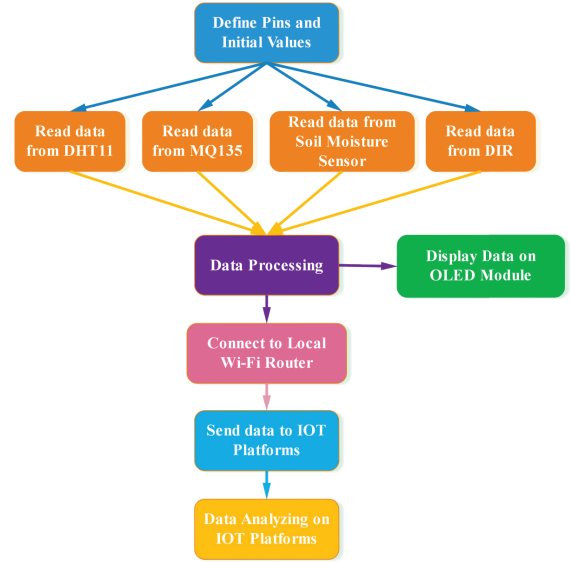 Define Pins and
Initial Values
Read data
from DHT11
Read data
from MQ135
Read data from
Soil Moisture
Sensor
Read data
from DIR
Data Processing
Display Data on
OLED Module
Connect to Local
Wi-Fi Router
Send data to IOT
Platforms
Data Analyzing on
IOT Platforms